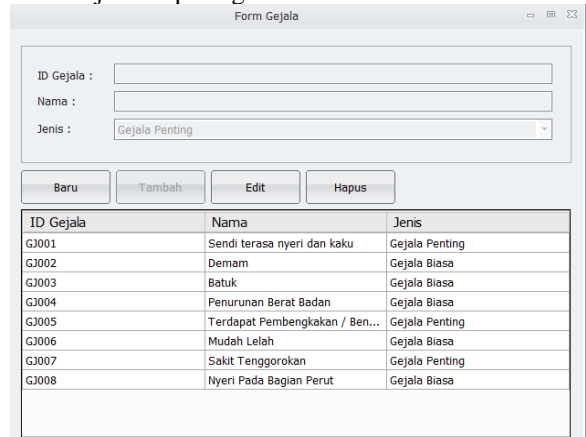 Form Gejala
ID Gejala :
Nama :
Jenis : Gejala Penting
Baru Tambah Edit Hapus
ID Gejala Nama Jenis
GJ001 Sendi terasa nyeri dan kaku Gejala Penting
GJ002 Demam Gejala Biasa
GJ003 Batuk Gejala Biasa
GJ004 Penurunan Berat Badan Gejala Biasa
GJ005 Terdapat Pembengkakan / Ben... Gejala Penting
GJ006 Mudah Lelah Gejala Biasa
GJ007 Sakit Tenggorokan Gejala Penting
GJ008 Nyeri Pada Bagian Perut Gejala Biasa